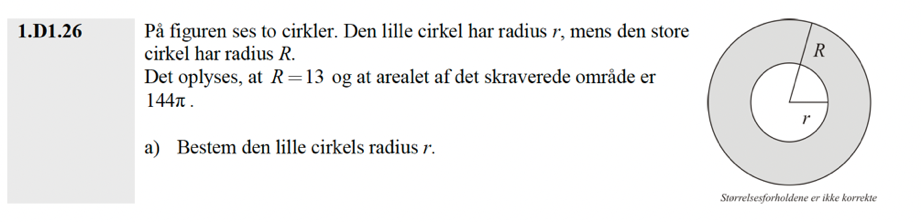 1.D1.26
På figuren ses to cirkler. Den lille cirkel har radius r, mens den store
cirkel har radius R.
Det oplyses, at R=13 og at arealet af det skraverede område er
144π .
a) Bestem den lille cirkels radius r.
R
r
Størrelsesforholdene er ikke korrekte